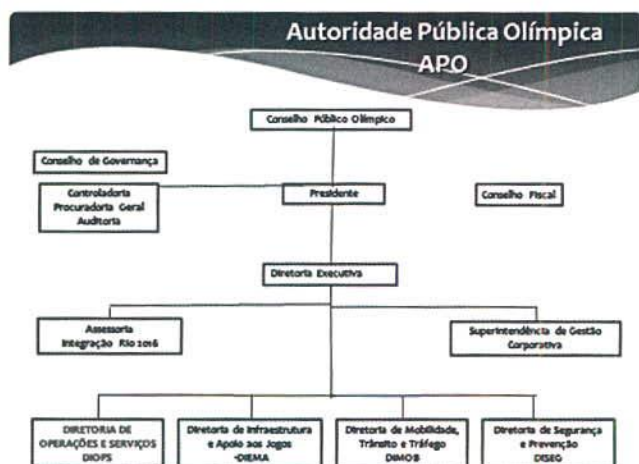 Autoridade Pública Olímpica
APO
Conselho Público Olímpico
Conselho de Governança
Controladoria
Procuradoria Geral
Auditoria
Presidente
Conselho Fiscal
Diretoria Executiva
Assessoria
Integração Rio 2016
Superintendência de Gestão
Corporativa
DIRETORIA DE
OPERAÇÕES E SERVIÇOS
DIOPS
Diretoria de Infraestrutura
e Apoio aos Jogos
-DIEMA
Diretoria de Mobilidade,
Trânsito e Tráfego
DIMOB
Diretoria de Segurança
e Prevenção
DISEG